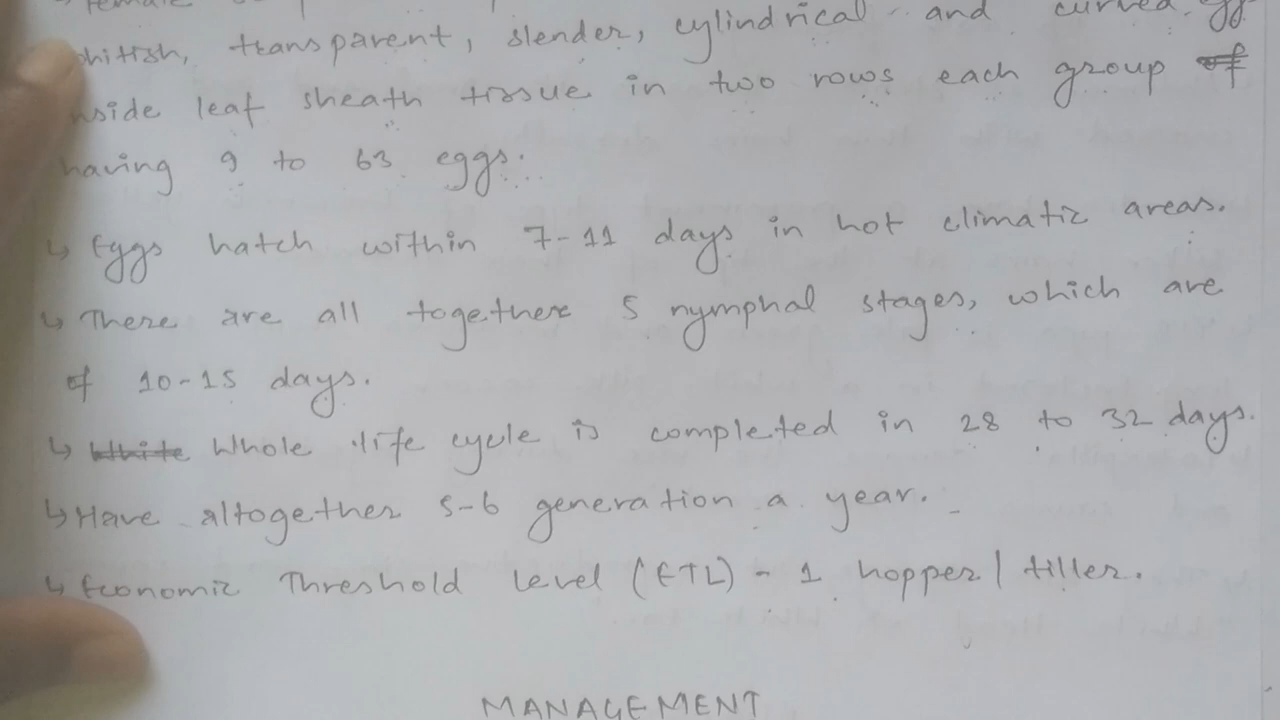 female
whitish, transparent, slender, cylindrical and curved
inside leaf sheath tissue in two rows each group of
having 9 to 63 eggs.
↳ Eggs hatch within 7-11 days in hot climatic areas.
↳ There are all together 5 nymphal stages, which are
of 10-15 days.
↳ White Whole life cycle is completed in 28 to 32 days.
↳ Have altogether 5-6 generation a year.
↳ Economic Threshold Level (ETL) - 1 hopper / tiller.
MANAGEMENT